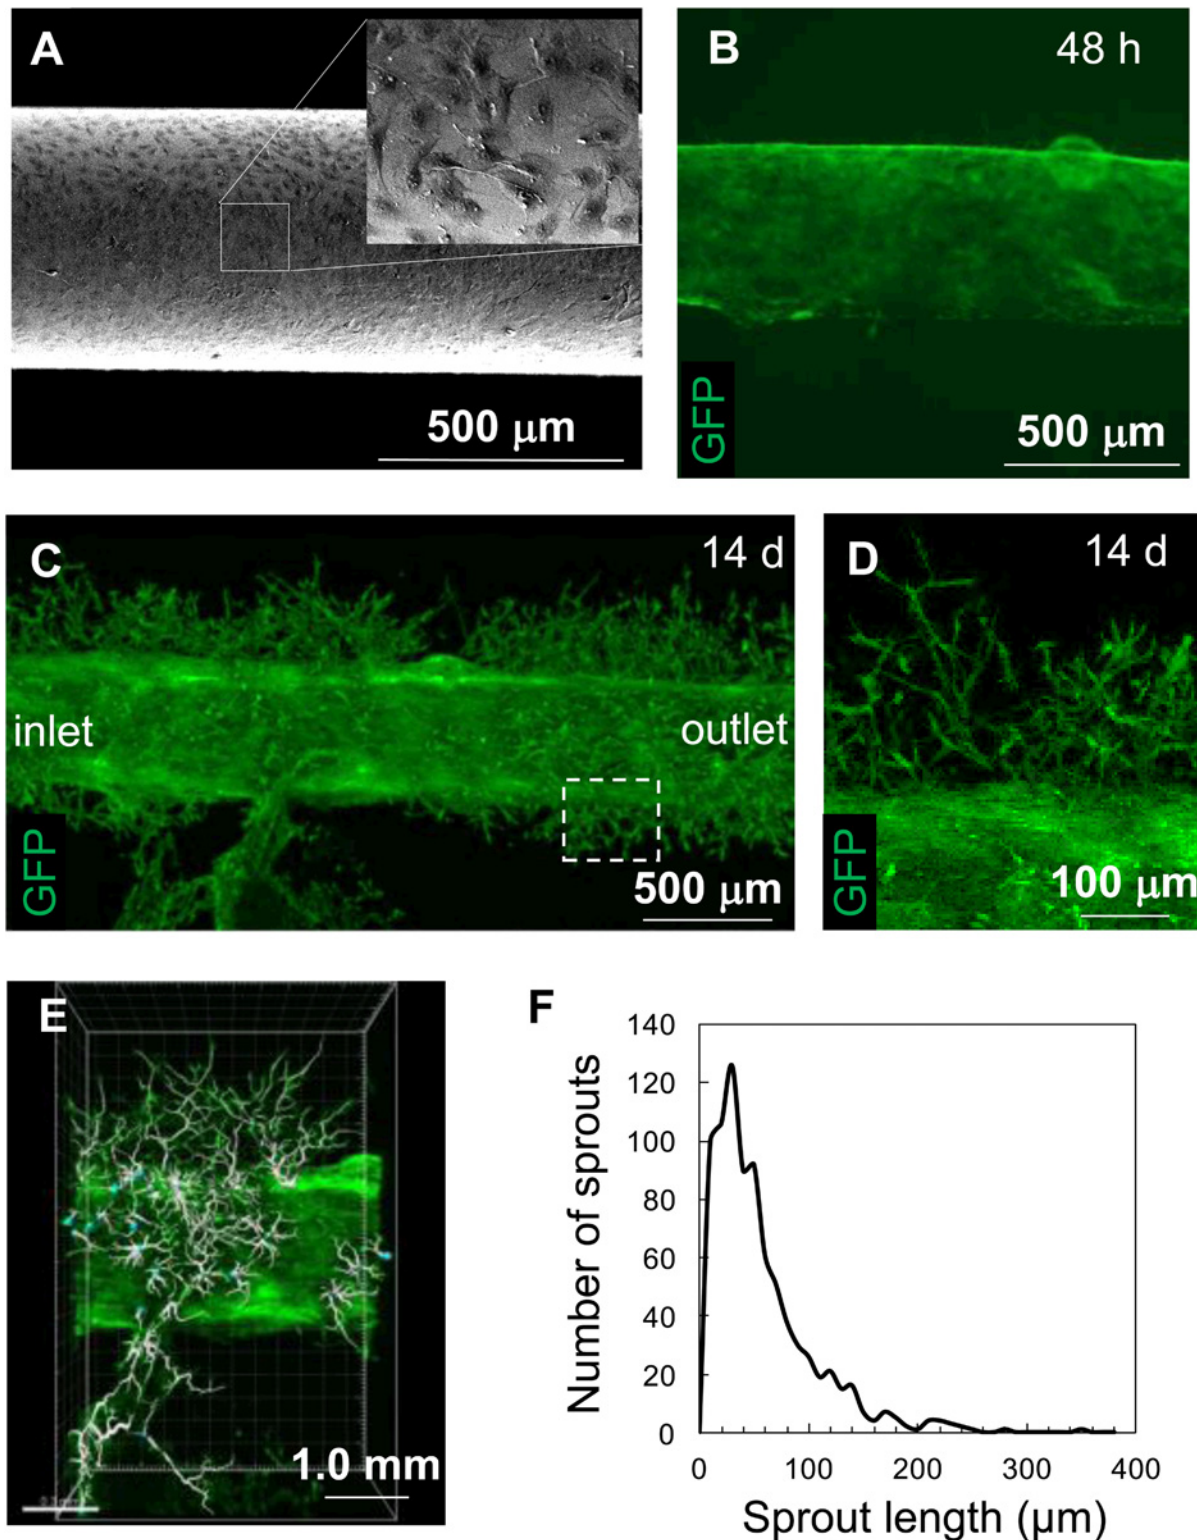 A
500 μm
B
48 h
GFP
500 μm
C
14 d
inlet
outlet
GFP
500 μm
D
14 d
GFP
100 μm
E
1.0 mm
F
140
120
100
80
60
40
20
0
Number of sprouts
0 100 200 300 400
Sprout length (μm)